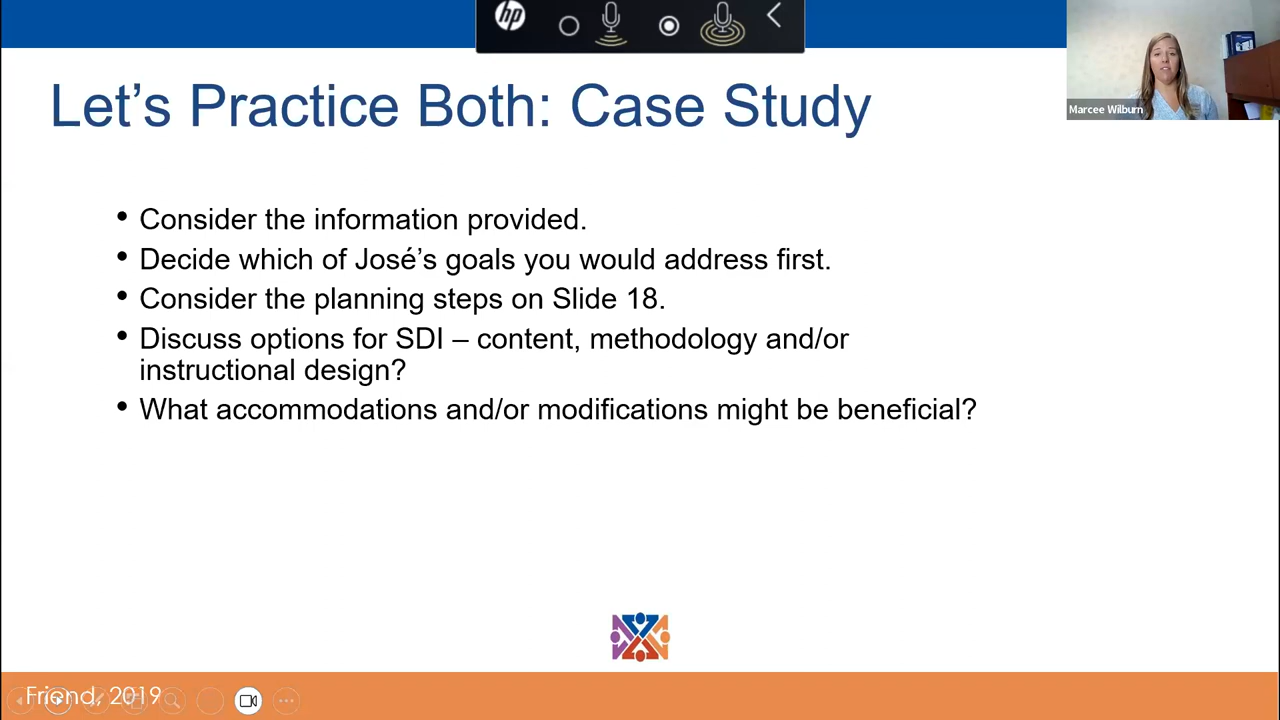 hp
Marcee Wilburn
Let’s Practice Both: Case Study
• Consider the information provided.
• Decide which of José’s goals you would address first.
• Consider the planning steps on Slide 18.
• Discuss options for SDI – content, methodology and/or
instructional design?
• What accommodations and/or modifications might be beneficial?
Friend, 2019